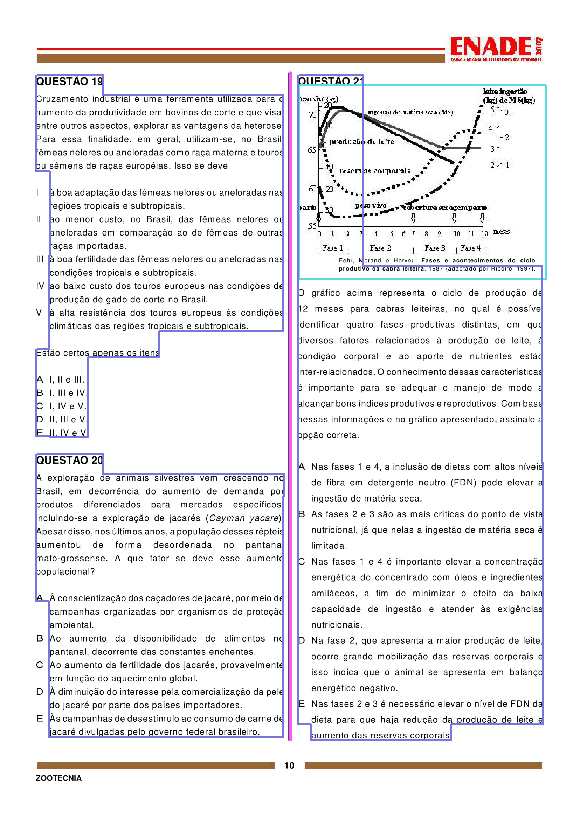 ENADE 2007
EXAME NACIONAL DE DESEMPENHO DOS ESTUDANTES
QUESTÃO 19
Cruzamento industrial é uma ferramenta utilizada para o
aumento da produtividade em bovinos de corte e que visa,
entre outros aspectos, explorar as vantagens da heterose.
Para essa finalidade, em geral, utilizam-se, no Brasil,
fêmeas nelores ou aneloradas como raça materna e touros
ou sêmens de raças européias. Isso se deve
I à boa adaptação das fêmeas nelores ou aneloradas nas
regiões tropicais e subtropicais.
II ao menor custo, no Brasil, das fêmeas nelores ou
aneloradas em comparação ao de fêmeas de outras
raças importadas.
III à boa fertilidade das fêmeas nelores ou aneloradas nas
condições tropicais e subtropicais.
IV ao baixo custo dos touros europeus nas condições de
produção de gado de corte no Brasil.
V à alta resistência dos touros europeus às condições
climáticas das regiões tropicais e subtropicais.
Estão certos apenas os itens
A I, II e III.
B I, III e IV.
C I, IV e V.
D II, III e V.
E II, IV e V.
QUESTÃO 20
A exploração de animais silvestres vem crescendo no
Brasil, em decorrência do aumento de demanda por
produtos diferenciados para mercados específicos,
incluindo-se a exploração de jacarés (Cayman yacare).
Apesar disso, nos últimos anos, a população desses répteis
aumentou de forma desordenada no pantanal
mato-grossense. A que fator se deve esse aumento
populacional?
A À conscientização dos caçadores de jacaré, por meio de
campanhas organizadas por organismos de proteção
ambiental.
B Ao aumento da disponibilidade de alimentos no
pantanal, decorrente das constantes enchentes.
C Ao aumento da fertilidade dos jacarés, provavelmente
em função do aquecimento global.
D À diminuição do interesse pela comercialização da pele
do jacaré por parte dos países importadores.
E Às campanhas de desestímulo ao consumo de carne de
jacaré divulgadas pelo governo federal brasileiro.
QUESTÃO 21
peso vivo
ingestão de matéria seca (MS)
produção de leite
reservas corporais
peso vivo
cobertura
parto
0 1 2 3 4 5 6 7 8 9 10 11 12 meses
Fase 1 Fase 2 Fase 3 Fase 4
Fehr, Morand e Hervieu. Fases e acontecimentos do ciclo
produtivo da cabra leiteira. 1987 (adaptado por Ribeiro, 1997).
O gráfico acima representa o ciclo de produção de
12 meses para cabras leiteiras, no qual é possível
identificar quatro fases produtivas distintas, em que
diversos fatores relacionados à produção de leite, à
condição corporal e ao aporte de nutrientes estão
inter-relacionados. O conhecimento dessas características
é importante para se adequar o manejo de modo a
alcançar bons índices produtivos e reprodutivos. Com base
nessas informações e no gráfico apresentado, assinale a
opção correta.
A Nas fases 1 e 4, a inclusão de dietas com altos níveis
de fibra em detergente neutro (FDN) pode elevar a
ingestão de matéria seca.
B As fases 2 e 3 são as mais críticas do ponto de vista
nutricional, já que nelas a ingestão de matéria seca é
limitada.
C Nas fases 1 e 4 é importante elevar a concentração
energética do concentrado com óleos e ingredientes
amiláceos, a fim de minimizar o efeito da baixa
capacidade de ingestão e atender às exigências
nutricionais.
D Na fase 2, que apresenta a maior produção de leite,
ocorre grande mobilização das reservas corporais e
isso indica que o animal se apresenta em balanço
energético negativo.
E Nas fases 2 e 3 é necessário elevar o nível de FDN da
dieta para que haja redução da produção de leite e
aumento das reservas corporais.
10
ZOOTECNIA